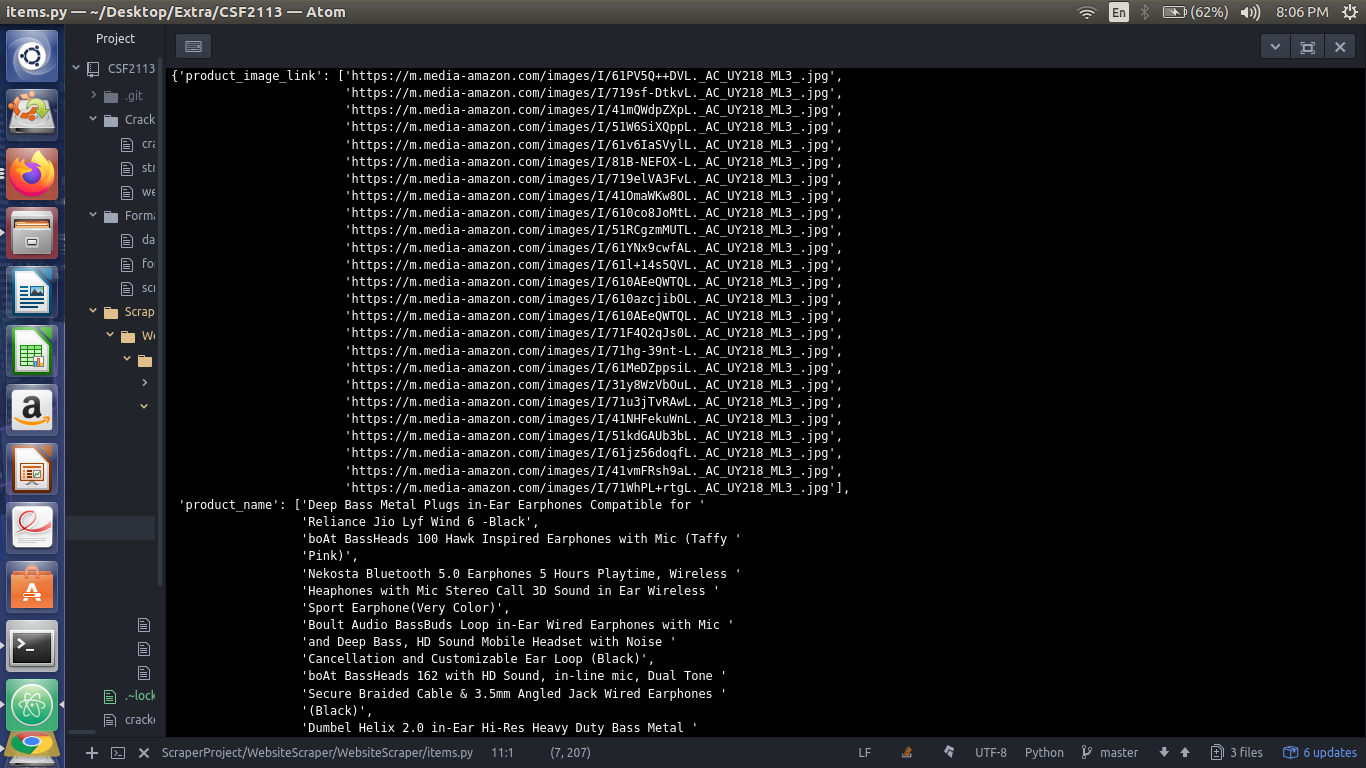 items.py — ~/Desktop/Extra/CSF2113 — Atom
En
(62%)
8:06 PM
Project
CSF2113
.git
Crack
cra
str
we
Forma
da
for
scr
Scrap
We
.~lock
cracke
{'product_image_link': ['https://m.media-amazon.com/images/I/61PV5Q++DVL._AC_UY218_ML3_.jpg',
'https://m.media-amazon.com/images/I/719sf-DtkvL._AC_UY218_ML3_.jpg',
'https://m.media-amazon.com/images/I/41mQWdpZXpL._AC_UY218_ML3_.jpg',
'https://m.media-amazon.com/images/I/51W6SiXQppL._AC_UY218_ML3_.jpg',
'https://m.media-amazon.com/images/I/61v6IaSVylL._AC_UY218_ML3_.jpg',
'https://m.media-amazon.com/images/I/81B-NEFOX-L._AC_UY218_ML3_.jpg',
'https://m.media-amazon.com/images/I/719elVA3FvL._AC_UY218_ML3_.jpg',
'https://m.media-amazon.com/images/I/41OmaWKw8OL._AC_UY218_ML3_.jpg',
'https://m.media-amazon.com/images/I/610co8JoMtL._AC_UY218_ML3_.jpg',
'https://m.media-amazon.com/images/I/51RCgzmMUTL._AC_UY218_ML3_.jpg',
'https://m.media-amazon.com/images/I/61YNx9cwfAL._AC_UY218_ML3_.jpg',
'https://m.media-amazon.com/images/I/61l+14s5QVL._AC_UY218_ML3_.jpg',
'https://m.media-amazon.com/images/I/610AEeQWTQL._AC_UY218_ML3_.jpg',
'https://m.media-amazon.com/images/I/610azcjibOL._AC_UY218_ML3_.jpg',
'https://m.media-amazon.com/images/I/610AEeQWTQL._AC_UY218_ML3_.jpg',
'https://m.media-amazon.com/images/I/71F4Q2qJs0L._AC_UY218_ML3_.jpg',
'https://m.media-amazon.com/images/I/71hg-39nt-L._AC_UY218_ML3_.jpg',
'https://m.media-amazon.com/images/I/61MeDZppsiL._AC_UY218_ML3_.jpg',
'https://m.media-amazon.com/images/I/31y8WzVbOuL._AC_UY218_ML3_.jpg',
'https://m.media-amazon.com/images/I/71u3jTvRAwL._AC_UY218_ML3_.jpg',
'https://m.media-amazon.com/images/I/41NHFekuWnL._AC_UY218_ML3_.jpg',
'https://m.media-amazon.com/images/I/51kdGAUb3bL._AC_UY218_ML3_.jpg',
'https://m.media-amazon.com/images/I/61jz56doqfL._AC_UY218_ML3_.jpg',
'https://m.media-amazon.com/images/I/41vmFRsh9aL._AC_UY218_ML3_.jpg',
'https://m.media-amazon.com/images/I/71WhPL+rtgL._AC_UY218_ML3_.jpg'],
'product_name': ['Deep Bass Metal Plugs in-Ear Earphones Compatible for '
'Reliance Jio Lyf Wind 6 -Black',
'boAt BassHeads 100 Hawk Inspired Earphones with Mic (Taffy '
'Pink)',
'Nekosta Bluetooth 5.0 Earphones 5 Hours Playtime, Wireless '
'Heaphones with Mic Stereo Call 3D Sound in Ear Wireless '
'Sport Earphone(Very Color)',
'Boult Audio BassBuds Loop in-Ear Wired Earphones with Mic '
'and Deep Bass, HD Sound Mobile Headset with Noise '
'Cancellation and Customizable Ear Loop (Black)',
'boAt BassHeads 162 with HD Sound, in-line mic, Dual Tone '
'Secure Braided Cable & 3.5mm Angled Jack Wired Earphones '
'(Black)',
'Dumbel Helix 2.0 in-Ear Hi-Res Heavy Duty Bass Metal '
ScraperProject/WebsiteScraper/WebsiteScraper/items.py 11:1 (7, 207)
LF UTF-8 Python master 3 files 6 updates